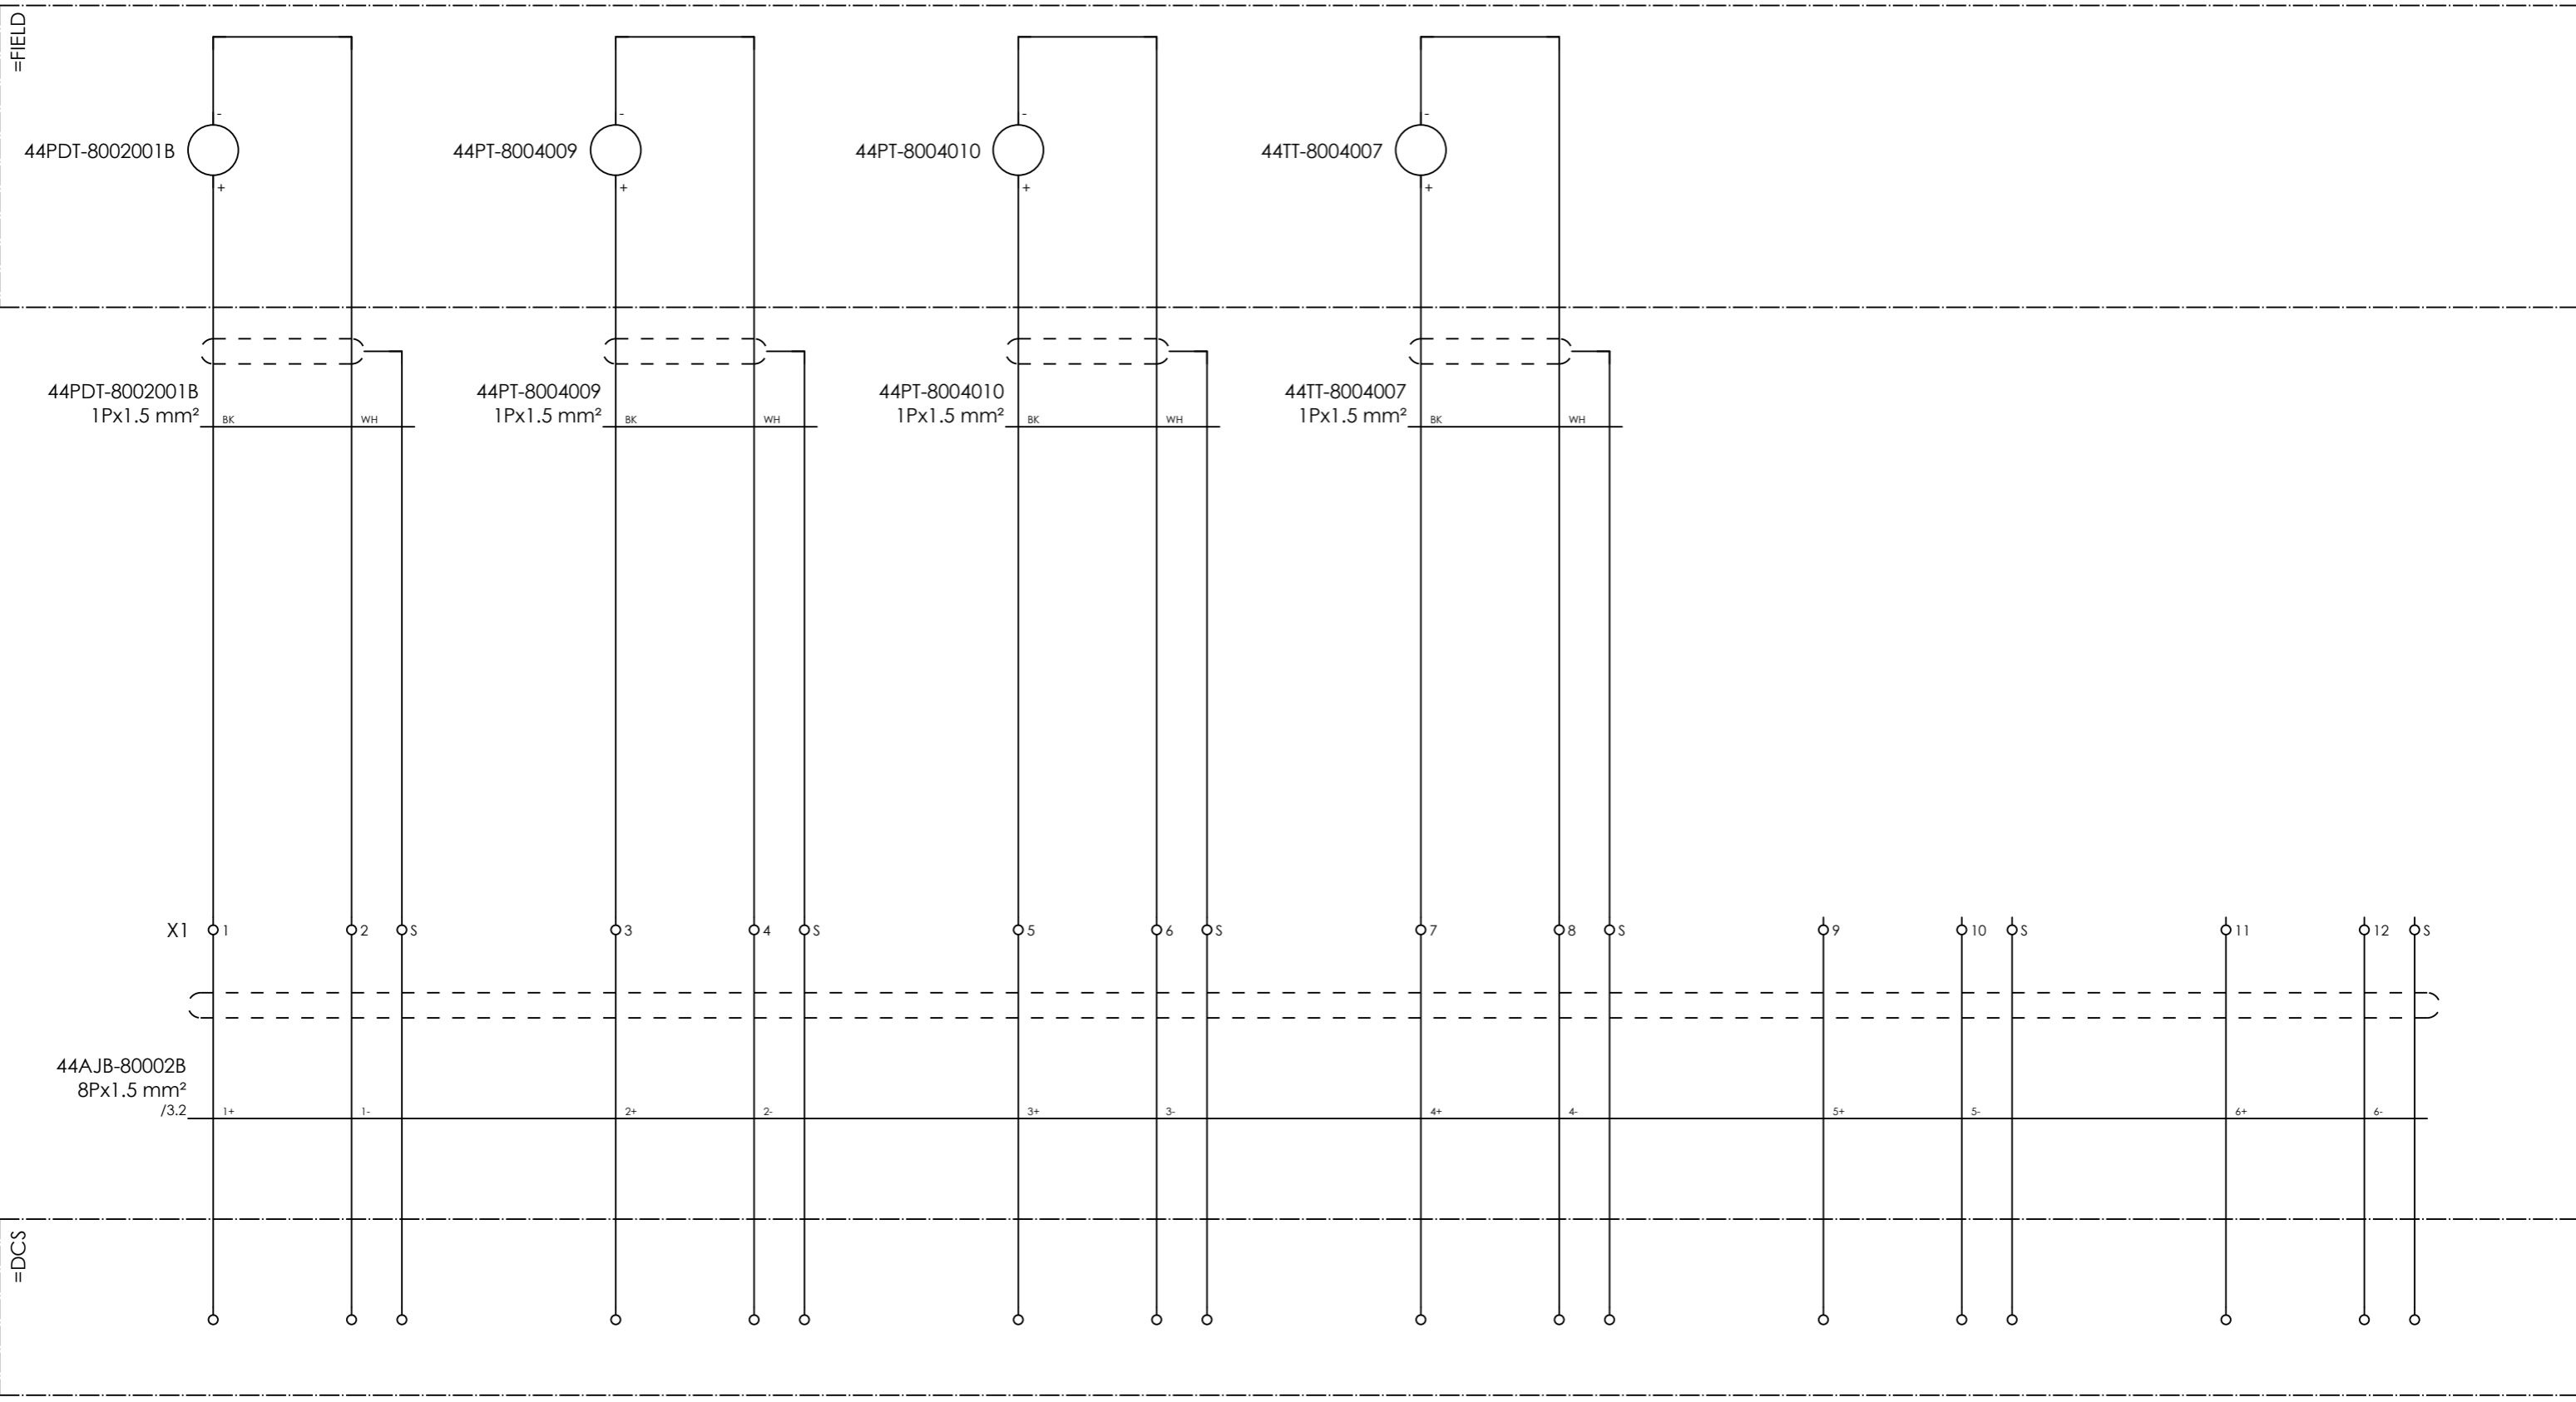 =FIELD
-
-
-
-
44PDT-8002001B
44PT-8004009
44PT-8004010
44TT-8004007
+
+
+
+
44PDT-8002001B
1Px1.5 mm²
BK
WH
44PT-8004009
1Px1.5 mm²
BK
WH
44PT-8004010
1Px1.5 mm²
BK
WH
44TT-8004007
1Px1.5 mm²
BK
WH
X1
1
2
S
3
4
S
5
6
S
7
8
S
9
10
S
11
12
S
44AJB-80002B
8Px1.5 mm²
/3.2
1+
1-
2+
2-
3+
3-
4+
4-
5+
5-
6+
6-
=DCS